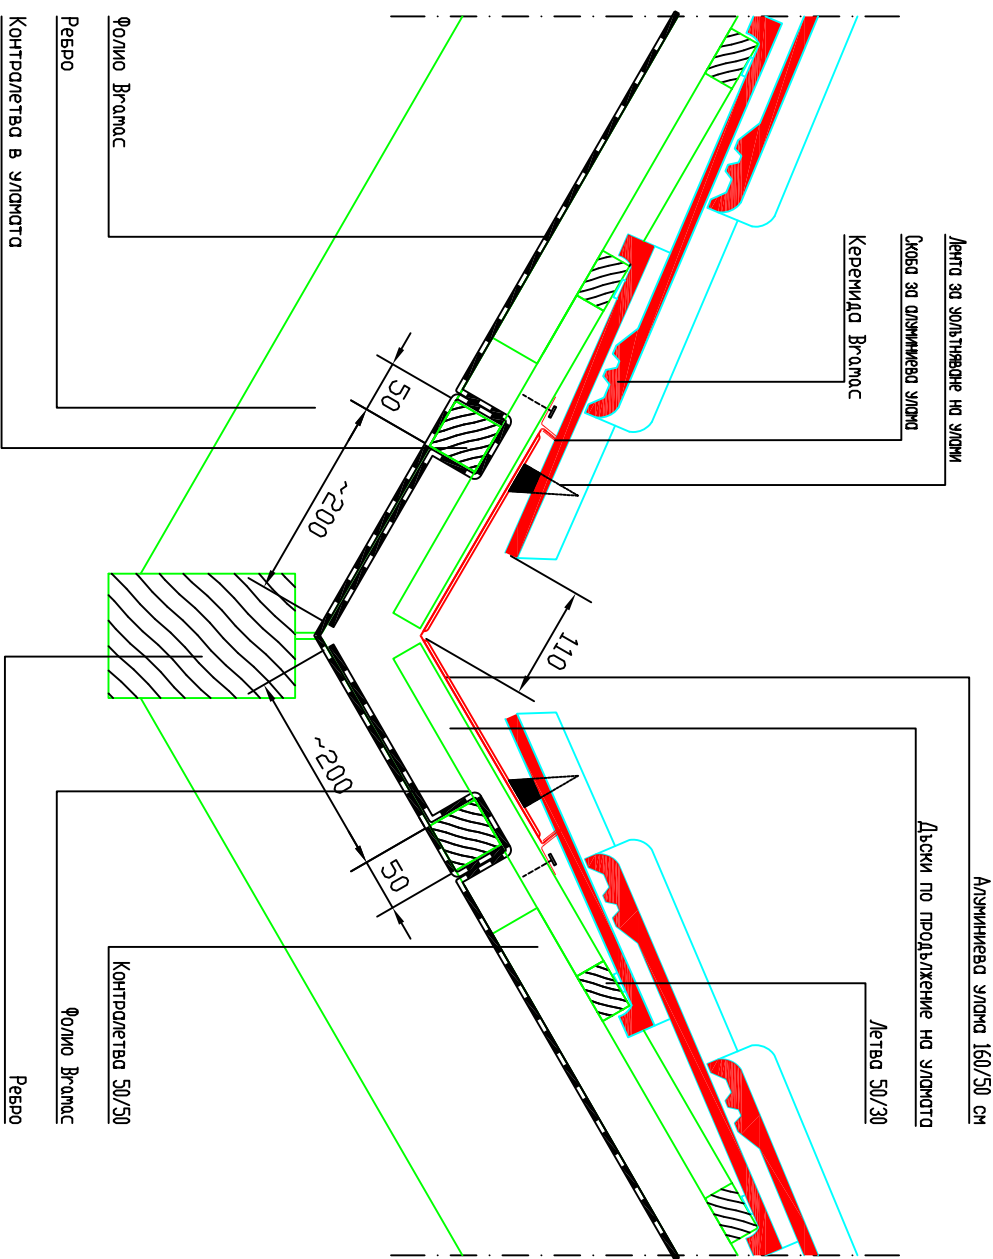 Лента за уплътняване на улами
Скоба за алуминиева улама
Керемида Bramac
Фолио Bramac
Ребро
Контралетва в уламата
50
~200
110
~200
50
Алуминиева улама 160/50 см
Дъски по продължение на уламата
Летва 50/30
Контралетва 50/50
Фолио Bramac
Ребро